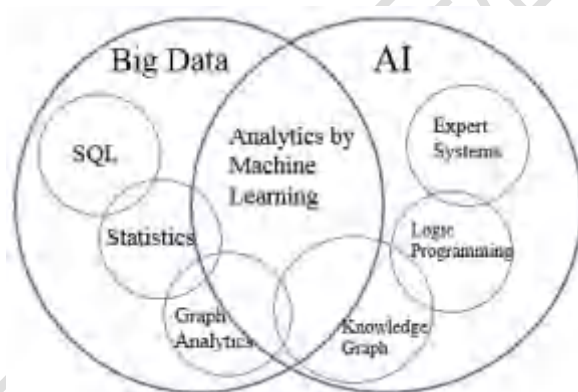 Big Data
AI
SQL
Statistics
Graph
Analytics
Analytics by
Machine
Learning
Expert
Systems
Logic
Programming
Knowledge
Graph